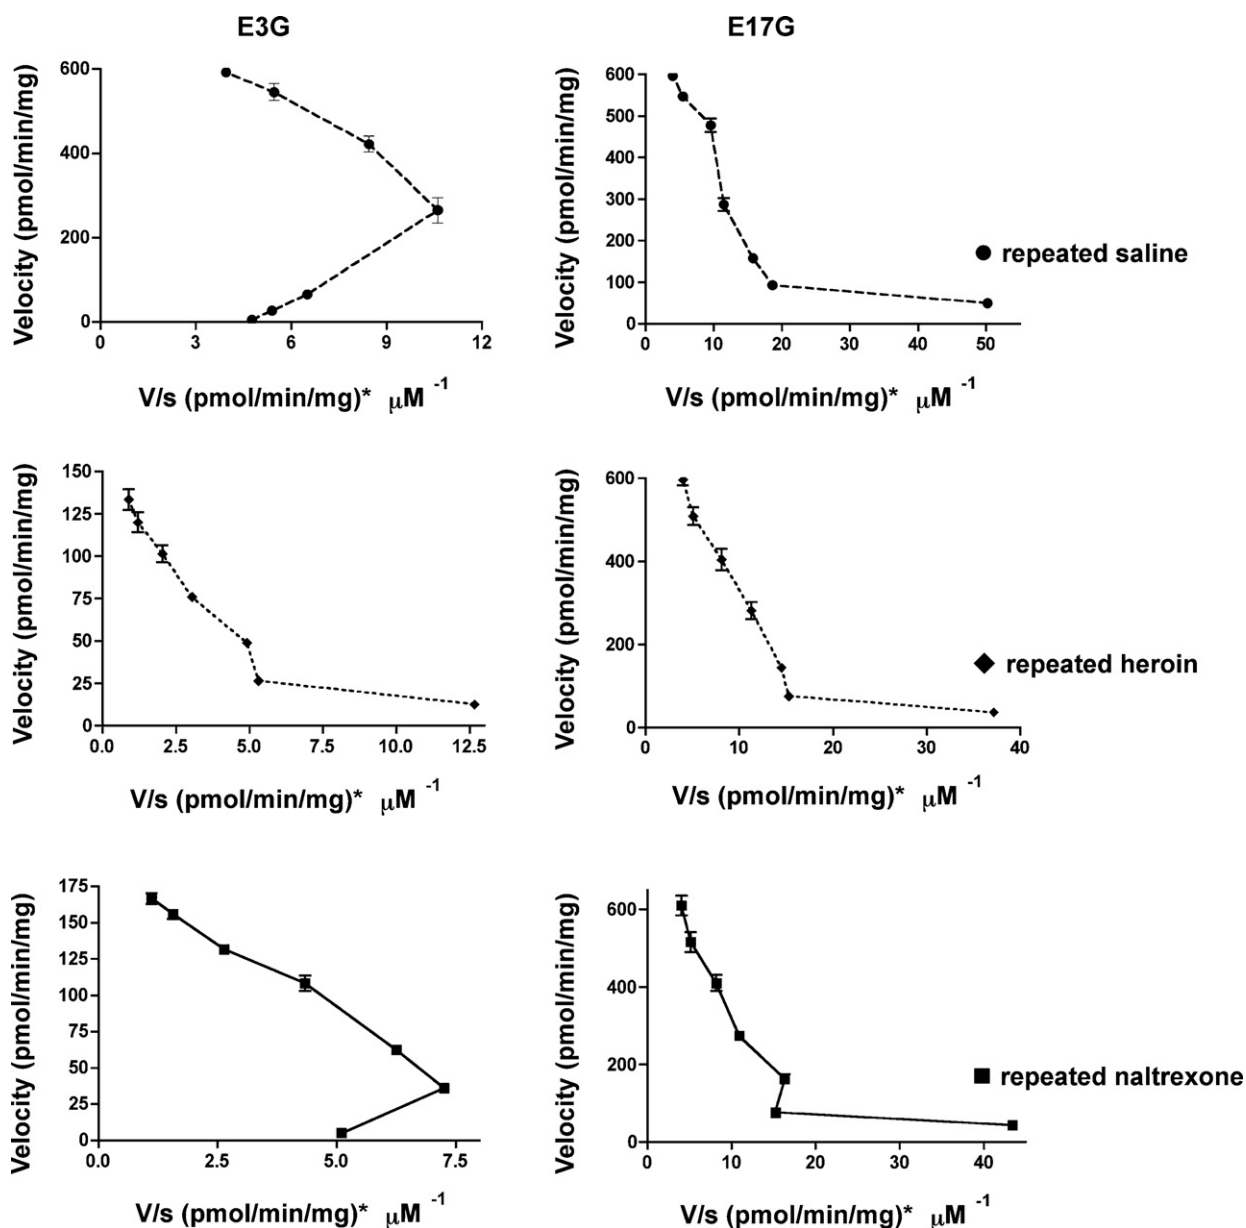 E3G
E17G
Velocity (pmol/min/mg)
600
400
200
0
0 3 6 9 12
V/s (pmol/min/mg)* μM -1
Velocity (pmol/min/mg)
600
500
400
300
200
100
0
0 10 20 30 40 50
V/s (pmol/min/mg)* μM -1
repeated saline
Velocity (pmol/min/mg)
150
125
100
75
50
25
0
0.0 2.5 5.0 7.5 10.0 12.5
V/s (pmol/min/mg)* μM -1
Velocity (pmol/min/mg)
600
400
200
0
0 10 20 30 40
V/s (pmol/min/mg)* μM -1
repeated heroin
Velocity (pmol/min/mg)
175
150
125
100
75
50
25
0
0.0 2.5 5.0 7.5
V/s (pmol/min/mg)* μM -1
Velocity (pmol/min/mg)
600
400
200
0
0 10 20 30 40
V/s (pmol/min/mg)* μM -1
repeated naltrexone